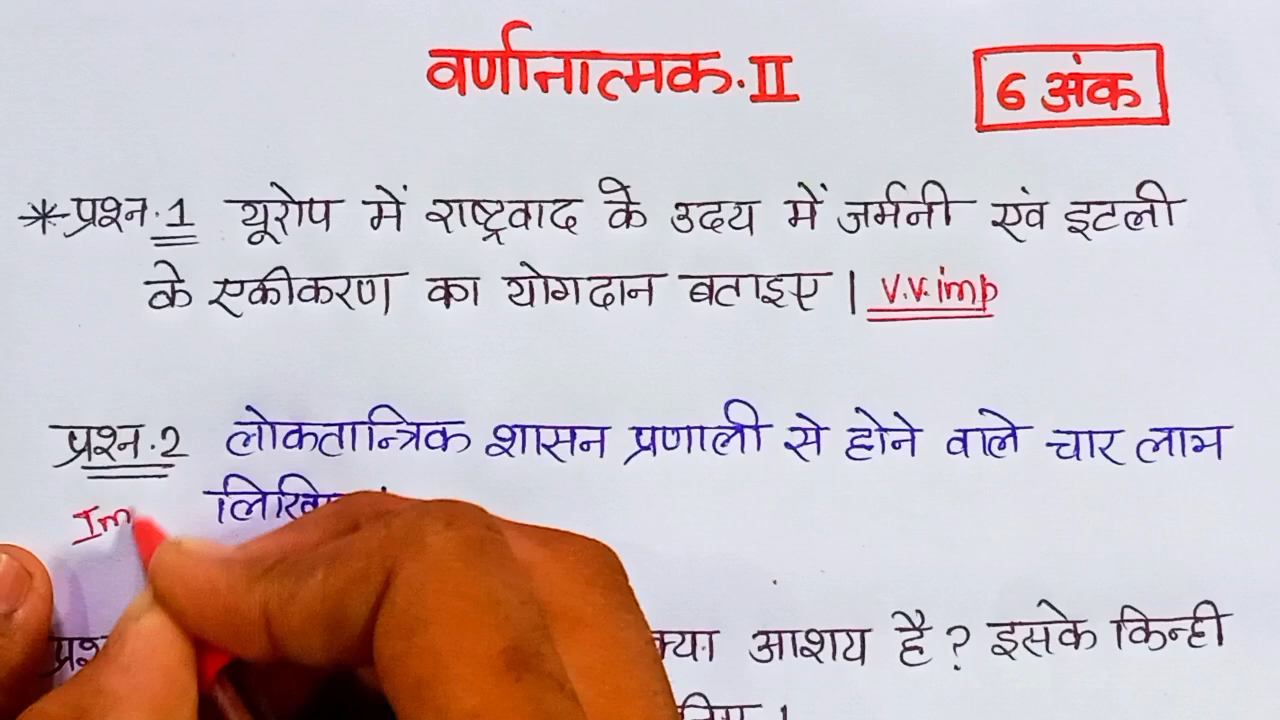 वर्णानात्मक.II
6 अंक
*प्रश्न.1 यूरोप में राष्ट्रवाद के उदय में जर्मनी एवं इटली
के एकीकरण का योगदान बताइए। V.V.imp
प्रश्न.2 लोकतान्त्रिक शासन प्रणाली से होने वाले चार लाभ
Im
क्या आशय है? इसके किन्ही